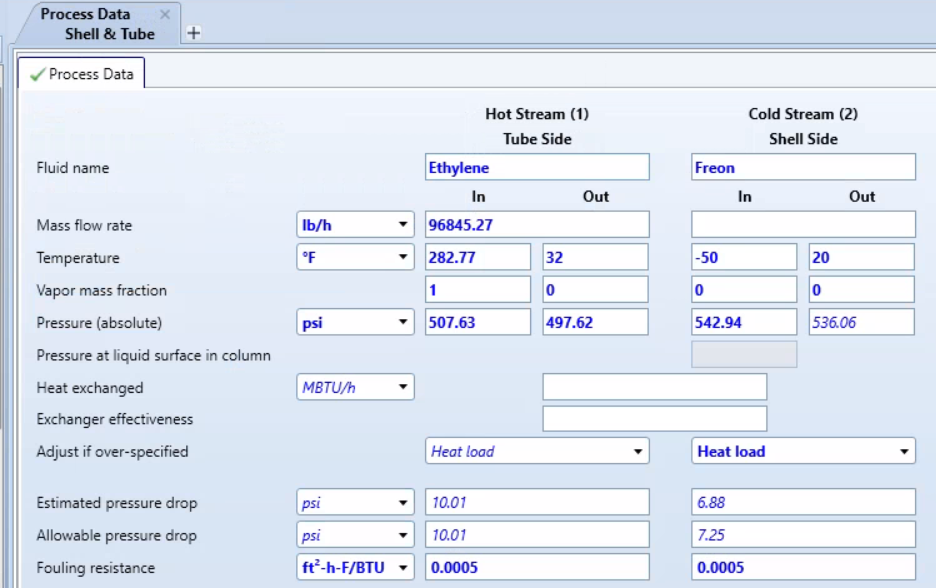 Process Data
Shell & Tube
Process Data
Hot Stream (1) Cold Stream (2)
Tube Side Shell Side
Fluid name Ethylene Freon
In Out In Out
Mass flow rate lb/h 96845.27
Temperature °F 282.77 32 -50 20
Vapor mass fraction 1 0 0 0
Pressure (absolute) psi 507.63 497.62 542.94 536.06
Pressure at liquid surface in column
Heat exchanged MBTU/h
Exchanger effectiveness
Adjust if over-specified Heat load Heat load
Estimated pressure drop psi 10.01 6.88
Allowable pressure drop psi 10.01 7.25
Fouling resistance ft²-h-F/BTU 0.0005 0.0005